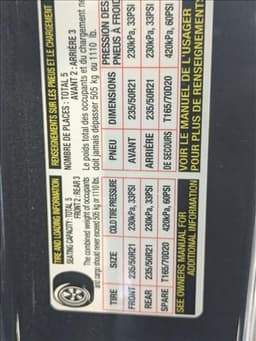 TIRE AND LOADING INFORMATION
SEATING CAPACITY: TOTAL 5
FRONT 2 : REAR 3
The combined weight of occupants
and cargo should never exceed 505 kg or 1110 lbs.
TIRE SIZE COLD TIRE PRESSURE
FRONT 235/50R21 230kPa, 33PSI
REAR 235/50R21 230kPa, 33PSI
SPARE T165/70D20 420kPa, 60PSI
SEE OWNERS MANUAL FOR
ADDITIONAL INFORMATION
RENSEIGNEMENTS SUR LES PNEUS ET LE CHARGEMENT
NOMBRE DE PLACES : TOTAL 5
AVANT 2 : ARRIÈRE 3
Le poids total des occupants et du chargement ne
doit jamais dépasser 505 kg ou 1110 lb.
PRESSION DES
PNEU DIMENSIONS PNEUS À FROID
AVANT 235/50R21 230kPa, 33PSI
ARRIÈRE 235/50R21 230kPa, 33PSI
DE SECOURS T165/70D20 420kPa, 60PSI
VOIR LE MANUEL DE L'USAGER
POUR PLUS DE RENSEIGNEMENTS